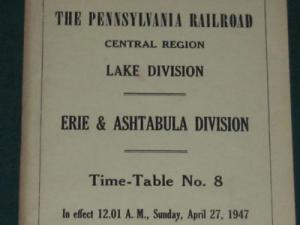 THE PENNSYLVANIA RAILROAD
CENTRAL REGION
LAKE DIVISION
ERIE & ASHTABULA DIVISION
Time-Table No. 8
In effect 12.01 A. M., Sunday, April 27, 1947